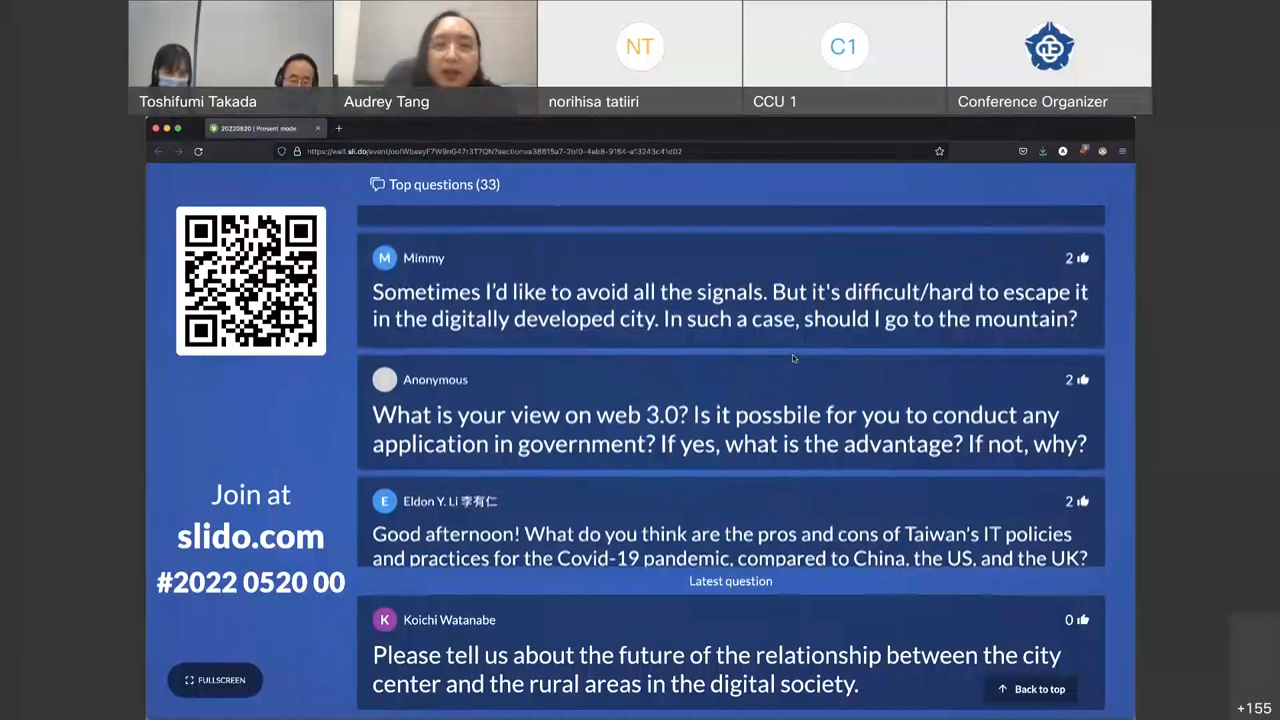 NT
C1
Toshifumi Takada
Audrey Tang
norihisa tatiiri
CCU 1
Conference Organizer
20220520 | Present mode
Top questions (33)
M Mimmy 2
Sometimes I'd like to avoid all the signals. But it's difficult/hard to escape it
in the digitally developed city. In such a case, should I go to the mountain?
Anonymous 2
What is your view on web 3.0? Is it possbile for you to conduct any
application in government? If yes, what is the advantage? If not, why?
E Eldon Y. Li 李有仁 2
Good afternoon! What do you think are the pros and cons of Taiwan's IT policies
and practices for the Covid-19 pandemic, compared to China, the US, and the UK?
Latest question
K Koichi Watanabe 0
Please tell us about the future of the relationship between the city
center and the rural areas in the digital society.
Back to top
Join at
slido.com
#2022 0520 00
FULLSCREEN
+155